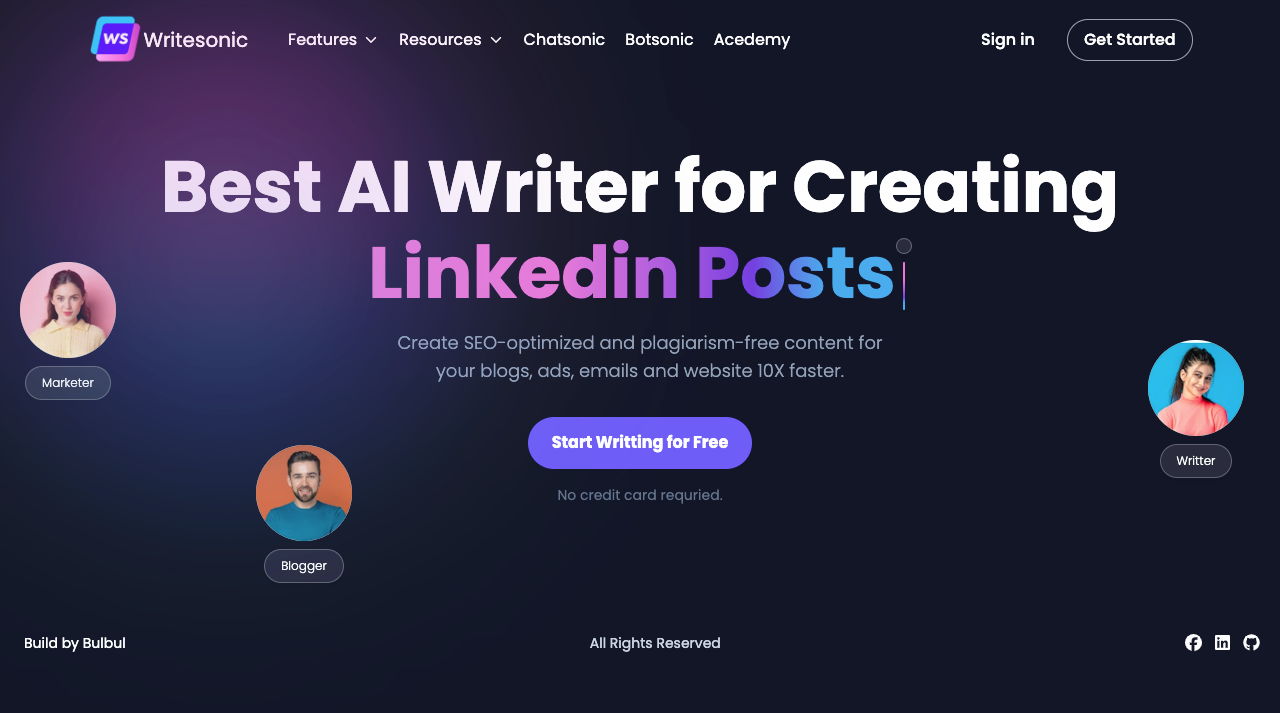 WS Writesonic Features Resources Chatsonic Botsonic Acedemy Sign in Get Started
Best AI Writer for Creating
Linkedin Posts
Create SEO-optimized and plagiarism-free content for
your blogs, ads, emails and website 10X faster.
Marketer
Start Writting for Free
Writter
No credit card requried.
Blogger
Build by Bulbul All Rights Reserved